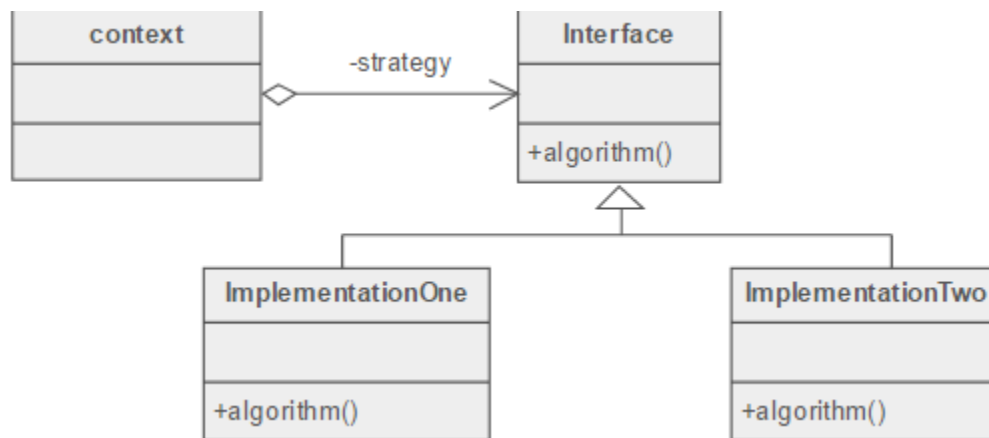 context
Interface
-strategy
+algorithm()
ImplementationOne
ImplementationTwo
+algorithm()
+algorithm()